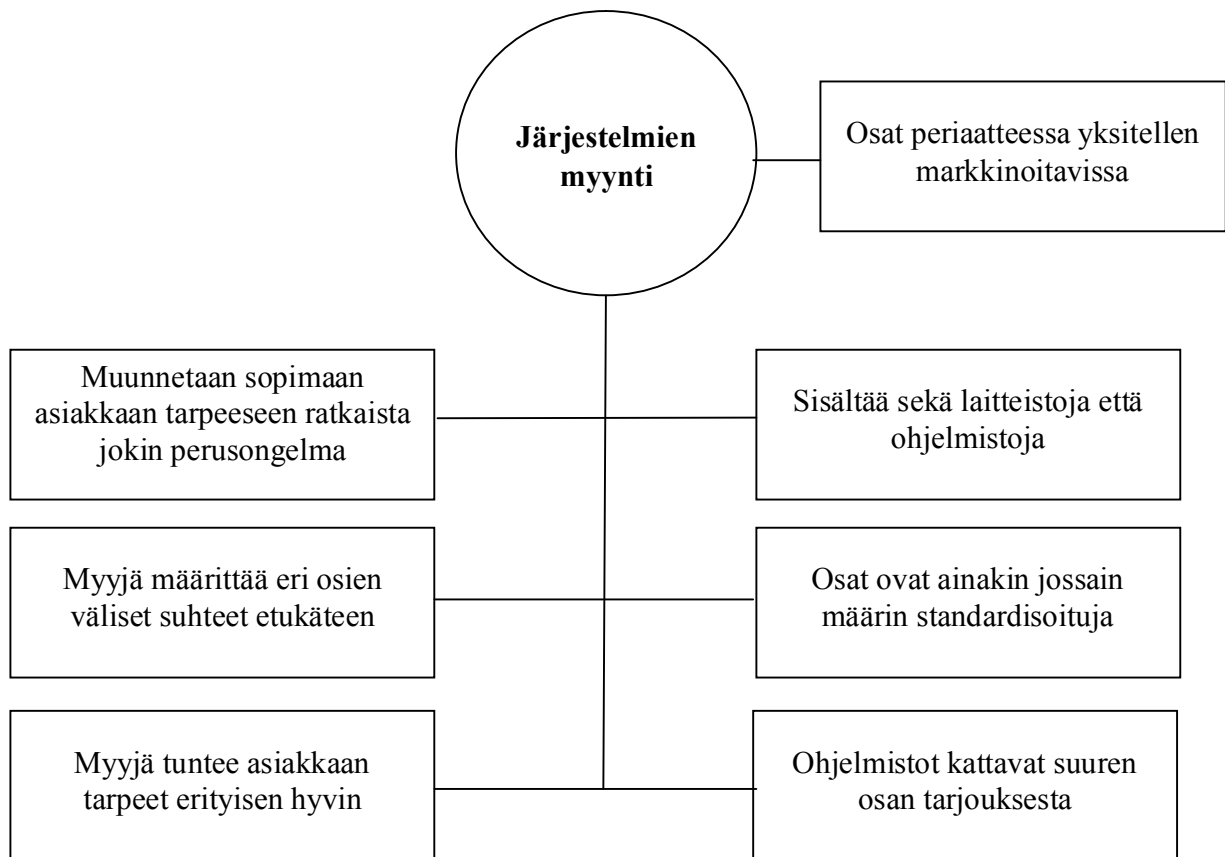 Järjestelmien
myynti
Osat periaatteessa yksitellen
markkinoitavissa
Muunnetaan sopimaan
asiakkaan tarpeeseen ratkaista
jokin perusongelma
Sisältää sekä laitteistoja että
ohjelmistoja
Myyjä määrittää eri osien
väliset suhteet etukäteen
Osat ovat ainakin jossain
määrin standardisoituja
Myyjä tuntee asiakkaan
tarpeet erityisen hyvin
Ohjelmistot kattavat suuren
osan tarjouksesta